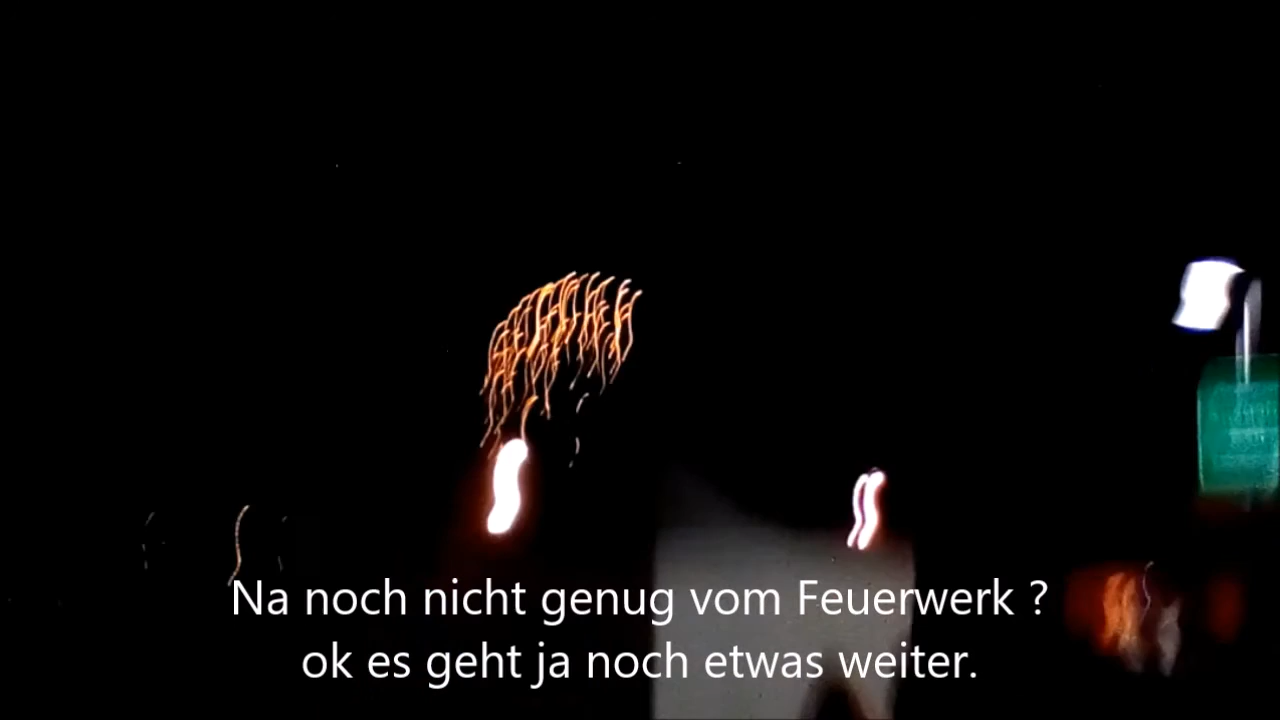 Na noch nicht genug vom Feuerwerk ?
ok es geht ja noch etwas weiter.